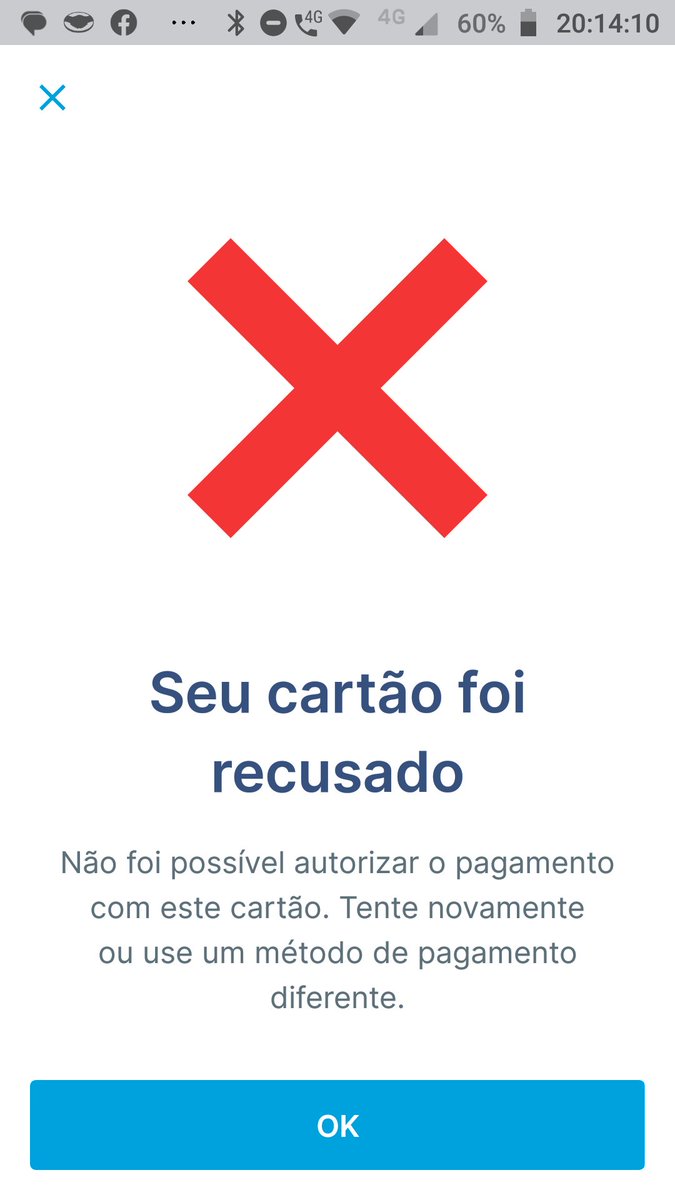 4G 4G 60% 20:14:10
Seu cartão foi
recusado
Não foi possível autorizar o pagamento
com este cartão. Tente novamente
ou use um método de pagamento
diferente.
OK